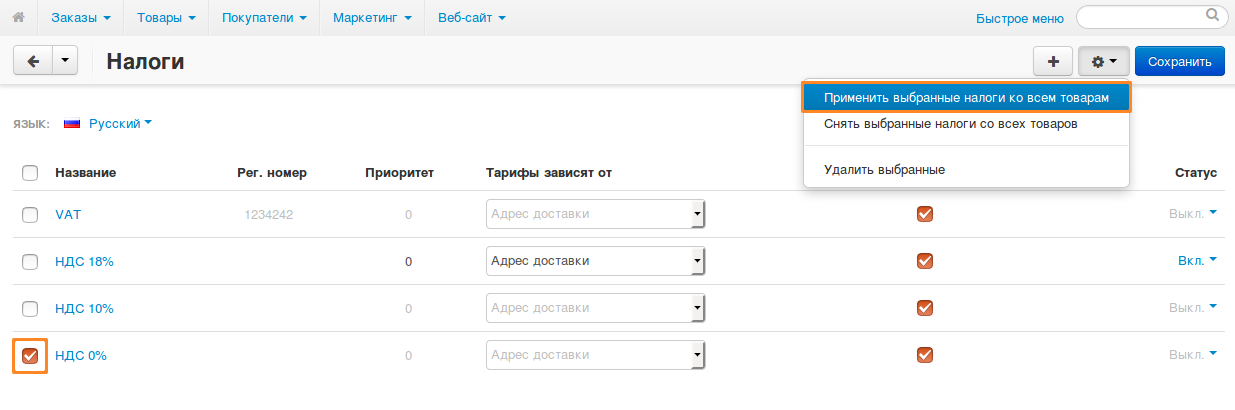 Заказы Товары Покупатели Маркетинг Веб-сайт Быстрое меню
Налоги Сохранить
Применить выбранные налоги ко всем товарам
Снять выбранные налоги со всех товаров
Удалить выбранные
ЯЗЫК: Русский
Название Рег. номер Приоритет Тарифы зависят от Статус
VAT 1234242 0 Адрес доставки Выкл.
НДС 18% 0 Адрес доставки Вкл.
НДС 10% 0 Адрес доставки Выкл.
НДС 0% 0 Адрес доставки Выкл.